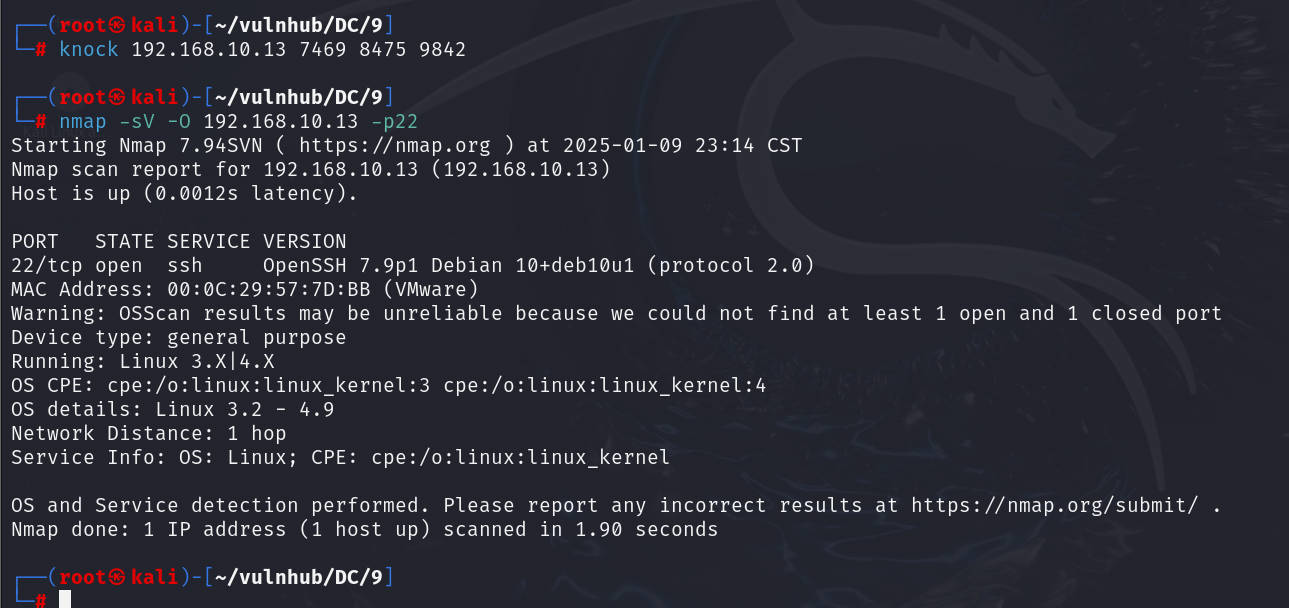 ┌──(root㉿kali)-[~/vulnhub/DC/9]
└─# knock 192.168.10.13 7469 8475 9842
┌──(root㉿kali)-[~/vulnhub/DC/9]
└─# nmap -sV -O 192.168.10.13 -p22
Starting Nmap 7.94SVN ( https://nmap.org ) at 2025-01-09 23:14 CST
Nmap scan report for 192.168.10.13 (192.168.10.13)
Host is up (0.0012s latency).
PORT   STATE SERVICE VERSION
22/tcp open  ssh     OpenSSH 7.9p1 Debian 10+deb10u1 (protocol 2.0)
MAC Address: 00:0C:29:57:7D:BB (VMware)
Warning: OSScan results may be unreliable because we could not find at least 1 open and 1 closed port
Device type: general purpose
Running: Linux 3.X|4.X
OS CPE: cpe:/o:linux:linux_kernel:3 cpe:/o:linux:linux_kernel:4
OS details: Linux 3.2 - 4.9
Network Distance: 1 hop
Service Info: OS: Linux; CPE: cpe:/o:linux:linux_kernel
OS and Service detection performed. Please report any incorrect results at https://nmap.org/submit/ .
Nmap done: 1 IP address (1 host up) scanned in 1.90 seconds
┌──(root㉿kali)-[~/vulnhub/DC/9]
└─#